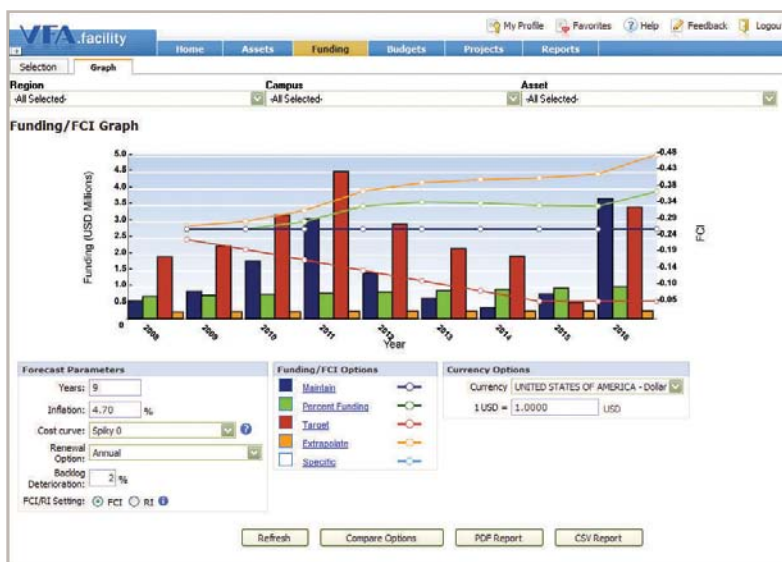 My Profile Favorites Help Feedback Logout
VFA.facility
Home Assets Funding Budgets Projects Reports
Selection Graph
Region Campus Asset
-All Selected- -All Selected- -All Selected-
Funding/FCI Graph
Funding (USD Millions)
5.0
4.5
4.0
3.5
3.0
2.5
2.0
1.5
1.0
0.5
0
-0.48
-0.43
-0.38
-0.34
-0.29
-0.24
-0.19
-0.14
-0.10
-0.05
FCI
2008 2009 2010 2011 2012 2013 2014 2015 2016
Year
Forecast Parameters
Years: 9
Inflation: 4.70 %
Cost curve: Spiky 0
Renewal
Option: Annual
Backlog
Deterioration: 2 %
FCI/RI Setting: FCI RI
Funding/FCI Options
Maintain
Percent Funding
Target
Extrapolate
Specific
Currency Options
Currency UNITED STATES OF AMERICA - Dollar
1 USD = 1.0000 USD
Refresh Compare Options PDF Report CSV Report